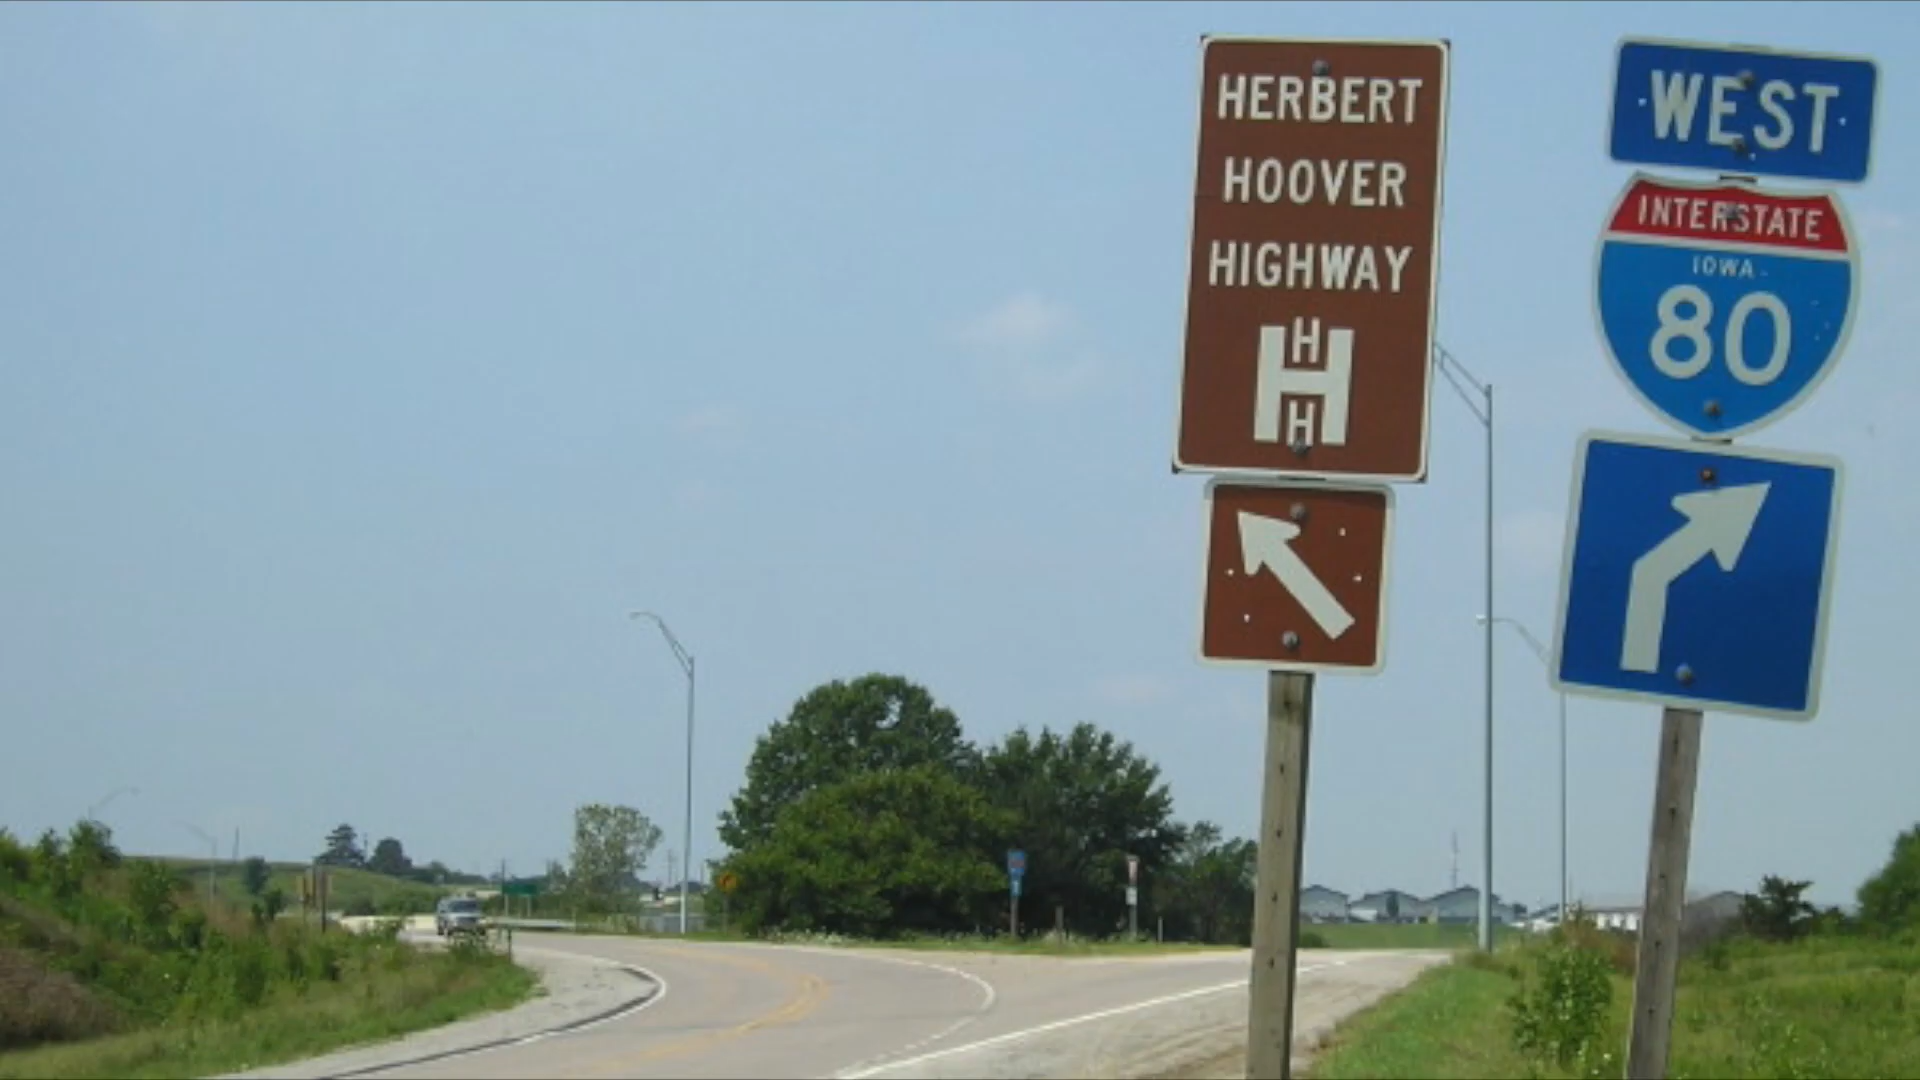 HERBERT
HOOVER
HIGHWAY
H
H
H
WEST
INTERSTATE
IOWA
80